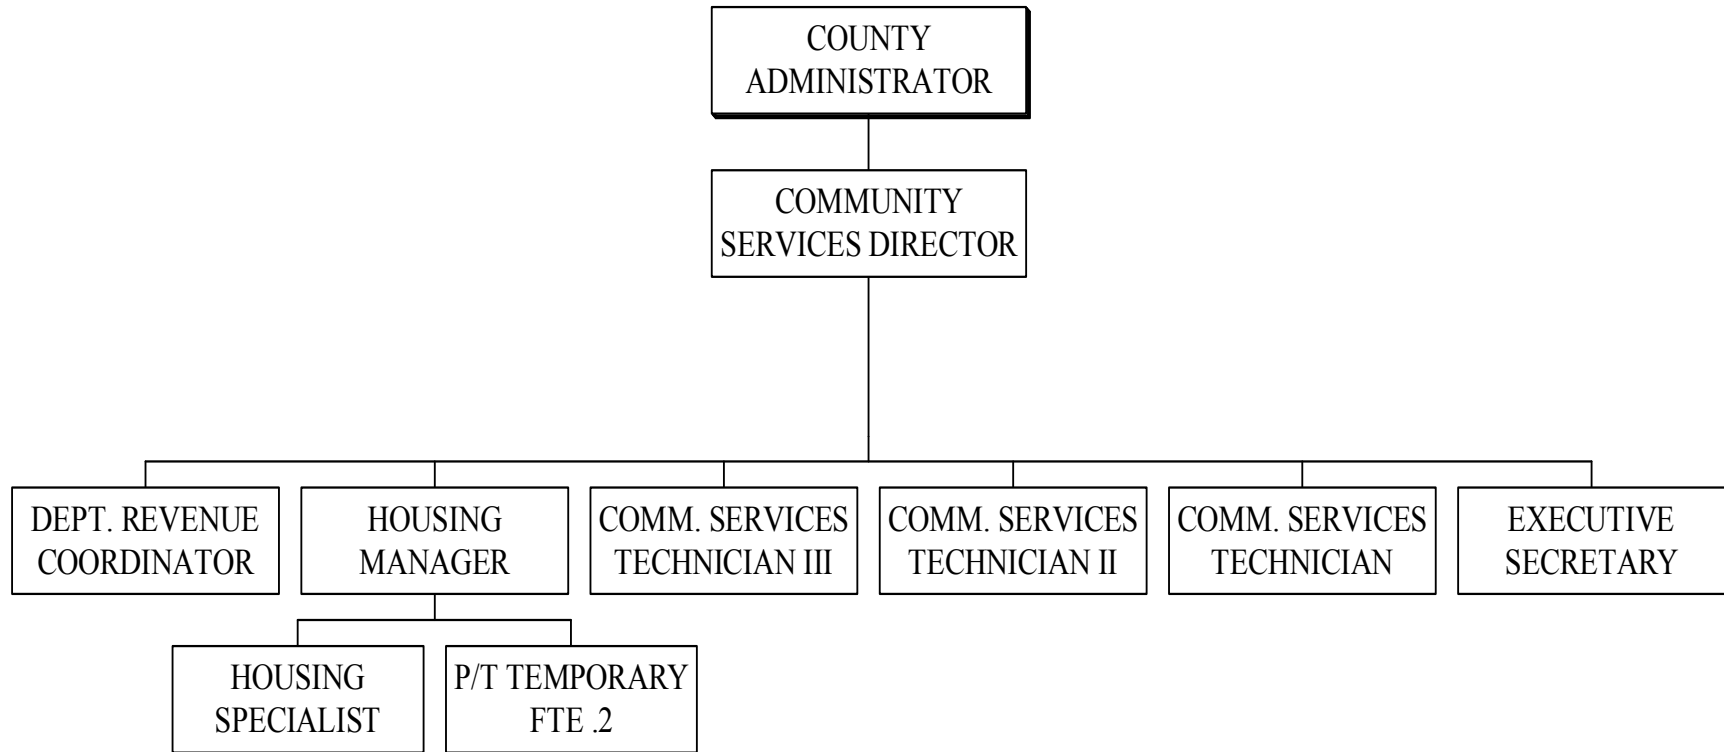 COUNTY
ADMINISTRATOR
COMMUNITY
SERVICES DIRECTOR
DEPT. REVENUE
COORDINATOR
HOUSING
MANAGER
COMM. SERVICES
TECHNICIAN III
COMM. SERVICES
TECHNICIAN II
COMM. SERVICES
TECHNICIAN
EXECUTIVE
SECRETARY
HOUSING
SPECIALIST
P/T TEMPORARY
FTE .2